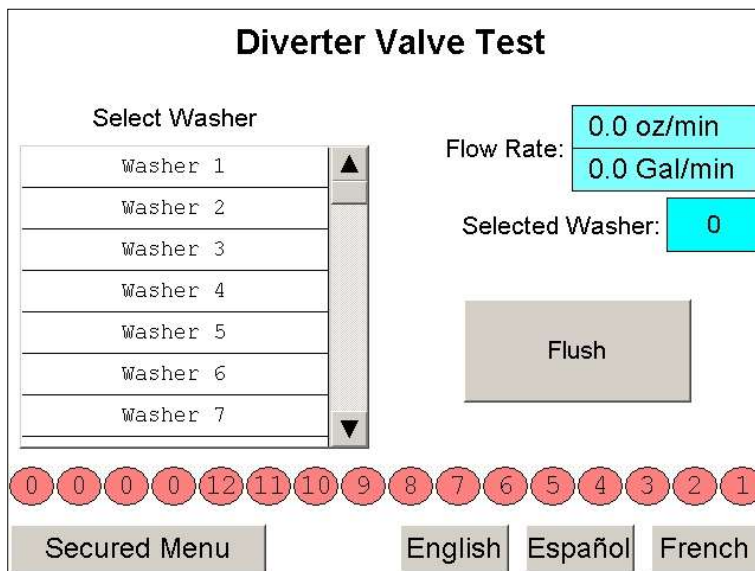 Diverter Valve Test
Select Washer
Washer 1
Washer 2
Washer 3
Washer 4
Washer 5
Washer 6
Washer 7
Flow Rate:
0.0 oz/min
0.0 Gal/min
Selected Washer: 0
Flush
0 0 0 0 12 11 10 9 8 7 6 5 4 3 2 1
Secured Menu English Español French